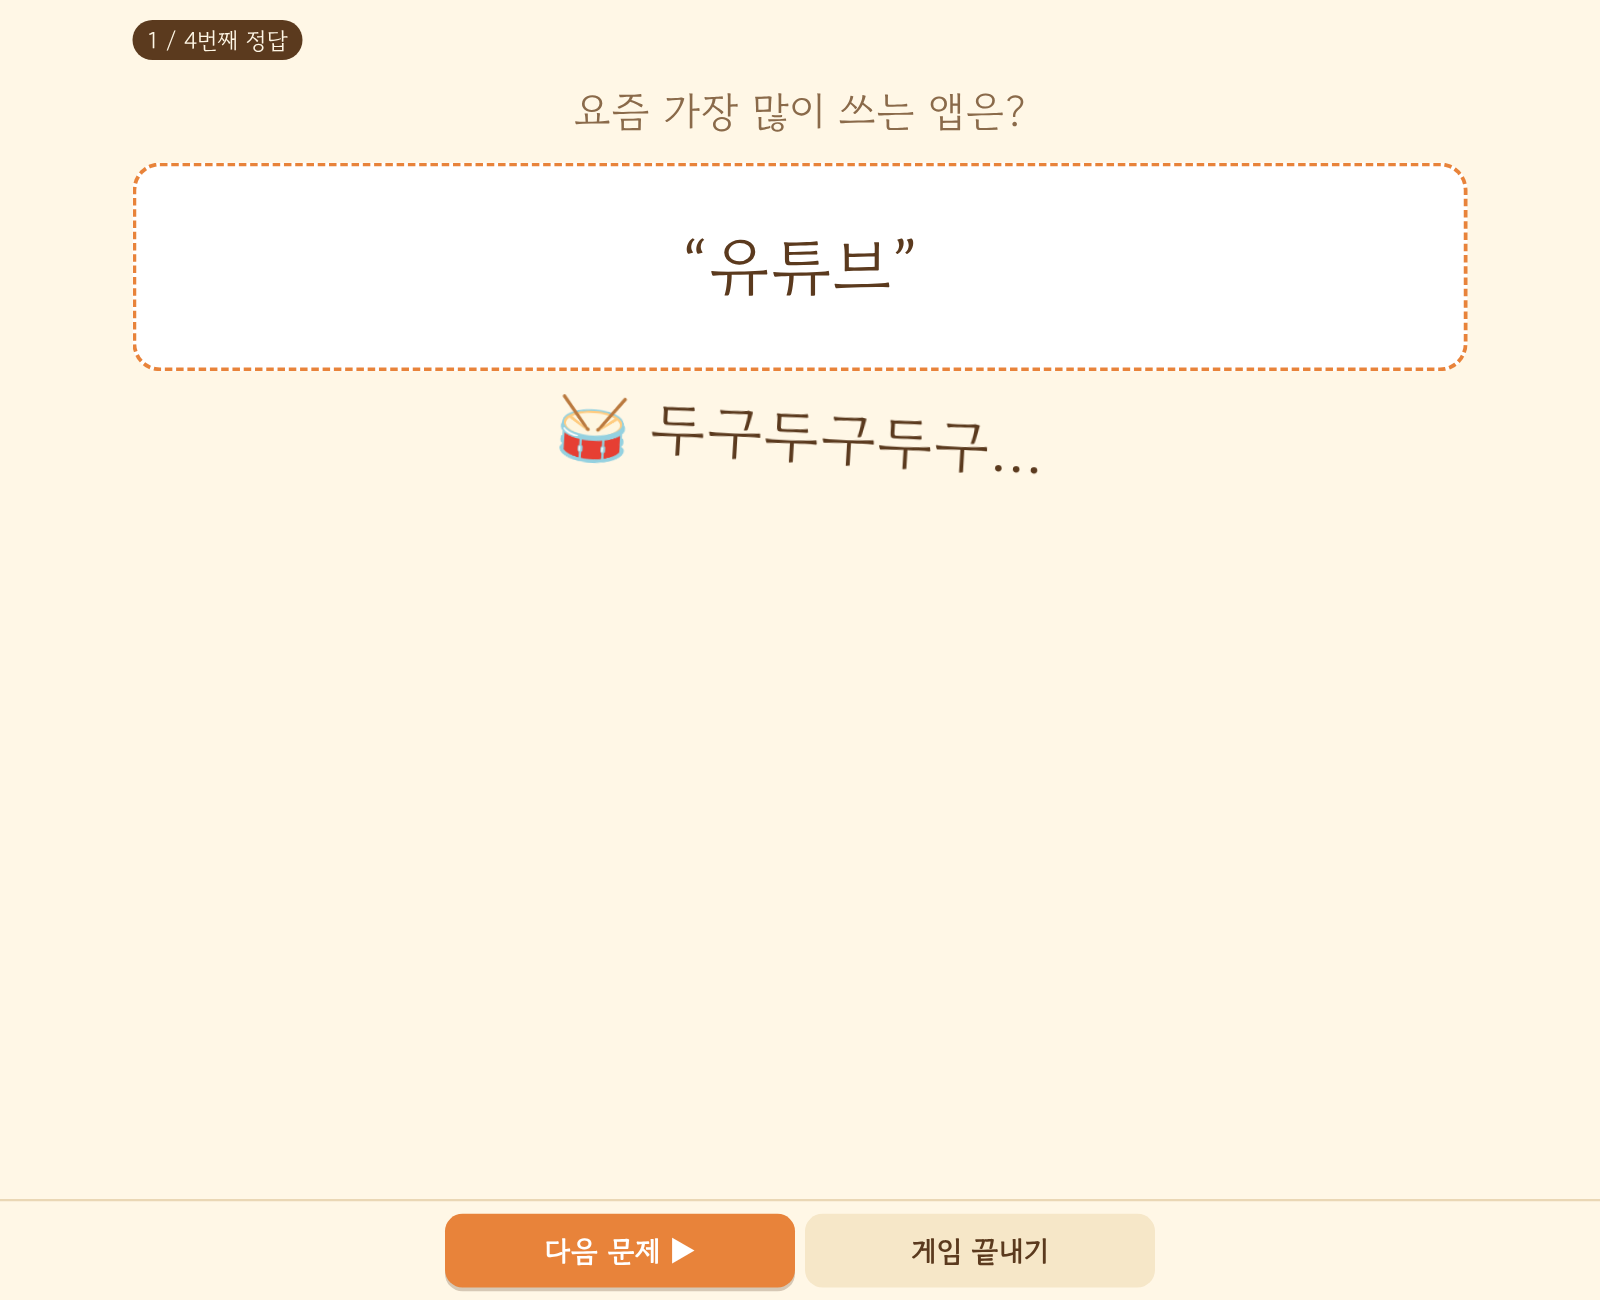 1 / 4번째 정답
요즘 가장 많이 쓰는 앱은?
“유튜브”
두구두구두구...
다음 문제 ▶
게임 끝내기